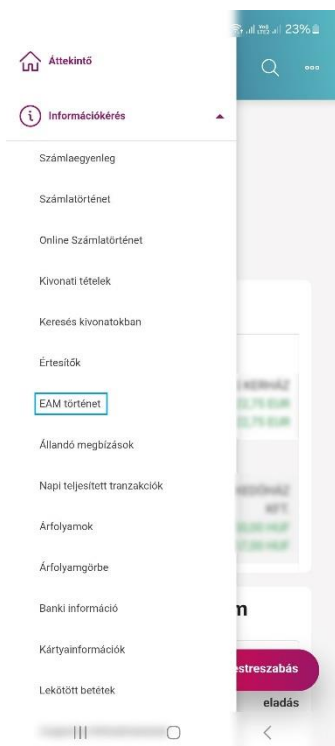 23%
Áttekintő
Információkérés
Számlaegyenleg
Számlatörténet
Online Számlatörténet
Kivonati tételek
Keresés kivonatokban
Értesítők
EAM történet
Állandó megbízások
Napi teljesített tranzakciók
Árfolyamok
Árfolyamgörbe
Banki információ
m
Kártyainformációk
estreszabás
Lekötött betétek
eladás